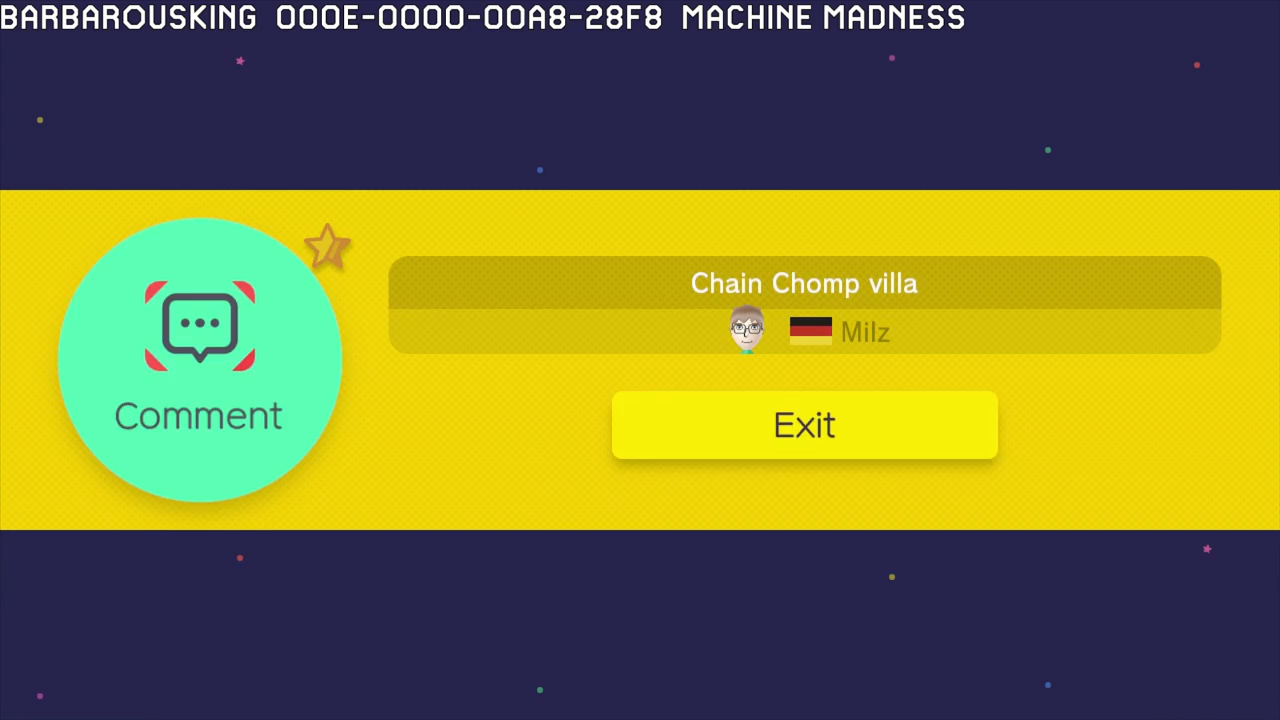 BARBAROUSKING 000E-0000-00A8-28F8 MACHINE MADNESS
Chain Chomp villa
Milz
Comment
Exit